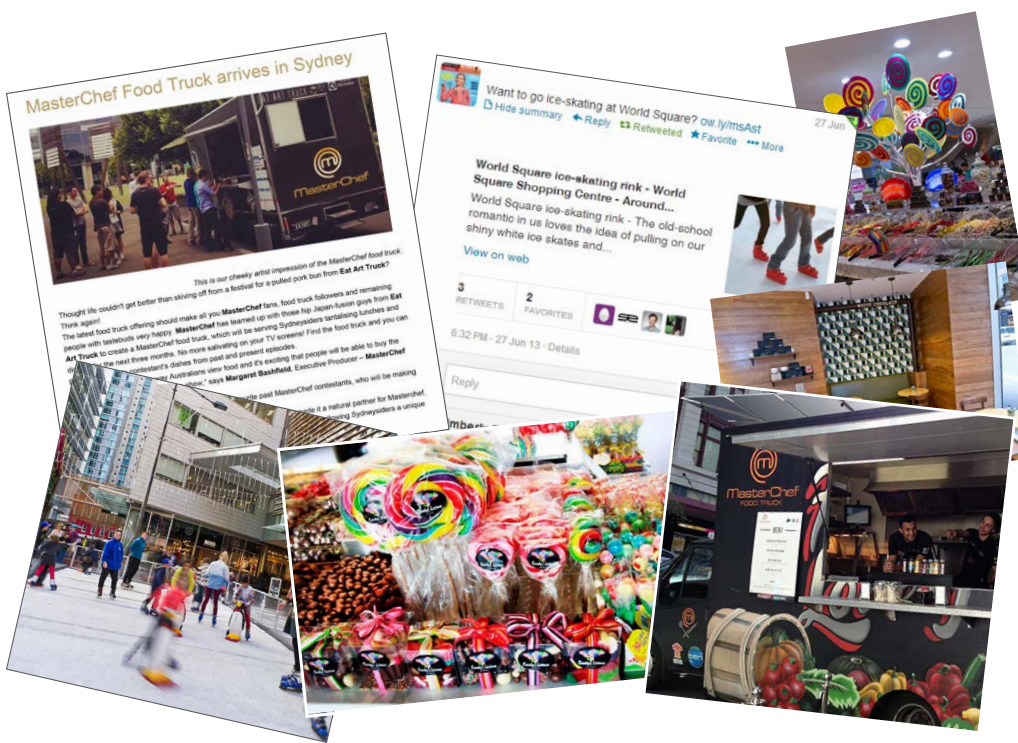 MasterChef Food Truck arrives in Sydney
EAT ART TRUCK
MasterChef
This is our cheeky artist impression of the MasterChef food truck.
Thought life couldn't get better than skiving off from a festival for a pulled pork bun from Eat Art Truck?
Think again!
The latest food truck offering should make all you MasterChef fans, food truck followers and remaining
people with tastebuds very happy. MasterChef has teamed up with those hip Japan-fusion guys from Eat
Art Truck to create a MasterChef food truck, which will be serving Sydneysiders tantalising lunches and
the next three months. No more salivating on your TV screens! Find the food truck and you can
contestant's dishes from past and present episodes.
Australians view food and it's exciting that people will be able to buy the
show," says Margaret Bashfield, Executive Producer – MasterChef
urite past MasterChef contestants, who will be making
it a natural partner for Masterchef.
Sydneysiders a unique
Want to go ice-skating at World Square? ow.ly/msAst
27 Jun
Hide summary Reply Retweeted Favorite More
World Square ice-skating rink - World
Square Shopping Centre - Around...
World Square ice-skating rink - The old-school
romantic in us loves the idea of pulling on our
shiny white ice skates and...
View on web
3
RETWEETS
2
FAVORITES
se
6:32 PM - 27 Jun 13 · Details
Reply
MasterChef
FOOD TRUCK
MENU